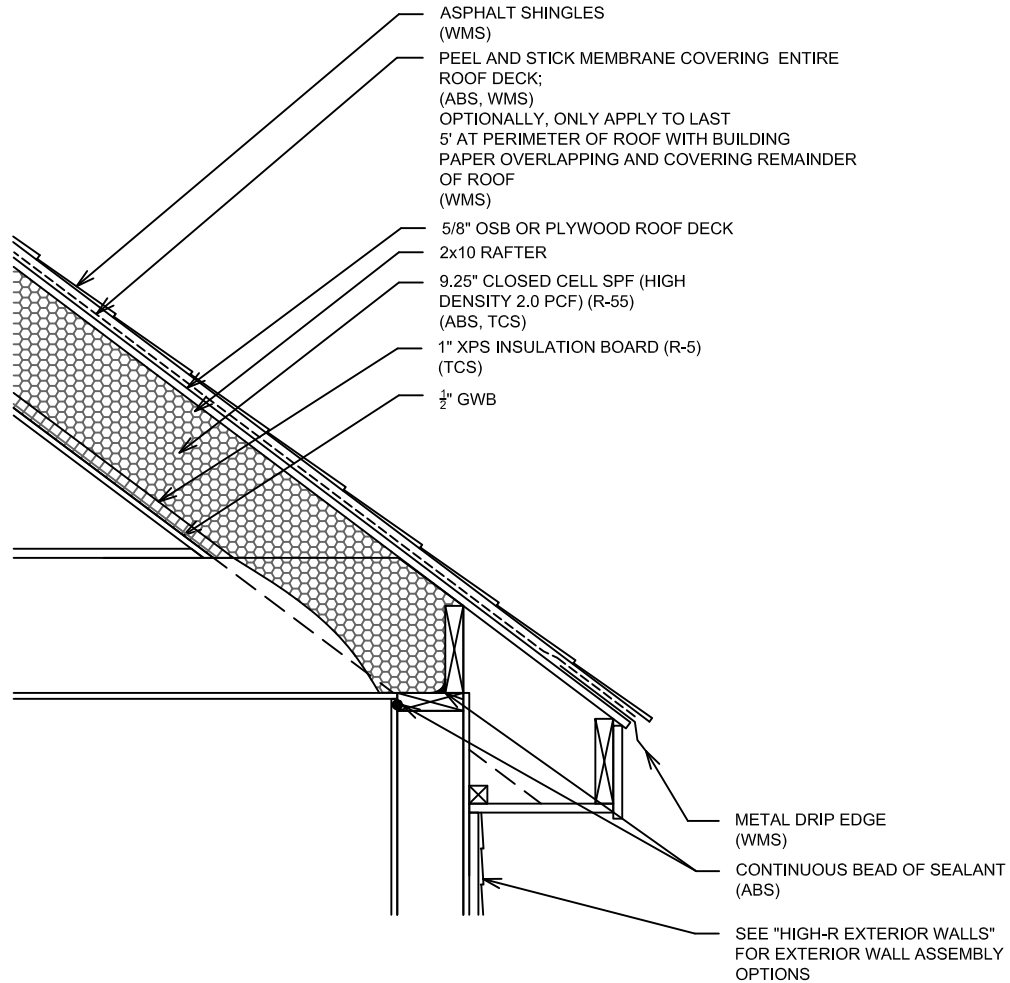 ASPHALT SHINGLES
(WMS)
PEEL AND STICK MEMBRANE COVERING ENTIRE
ROOF DECK;
(ABS, WMS)
OPTIONALLY, ONLY APPLY TO LAST
5' AT PERIMETER OF ROOF WITH BUILDING
PAPER OVERLAPPING AND COVERING REMAINDER
OF ROOF
(WMS)
5/8" OSB OR PLYWOOD ROOF DECK
2x10 RAFTER
9.25" CLOSED CELL SPF (HIGH
DENSITY 2.0 PCF) (R-55)
(ABS, TCS)
1" XPS INSULATION BOARD (R-5)
(TCS)
½" GWB
METAL DRIP EDGE
(WMS)
CONTINUOUS BEAD OF SEALANT
(ABS)
SEE "HIGH-R EXTERIOR WALLS"
FOR EXTERIOR WALL ASSEMBLY
OPTIONS